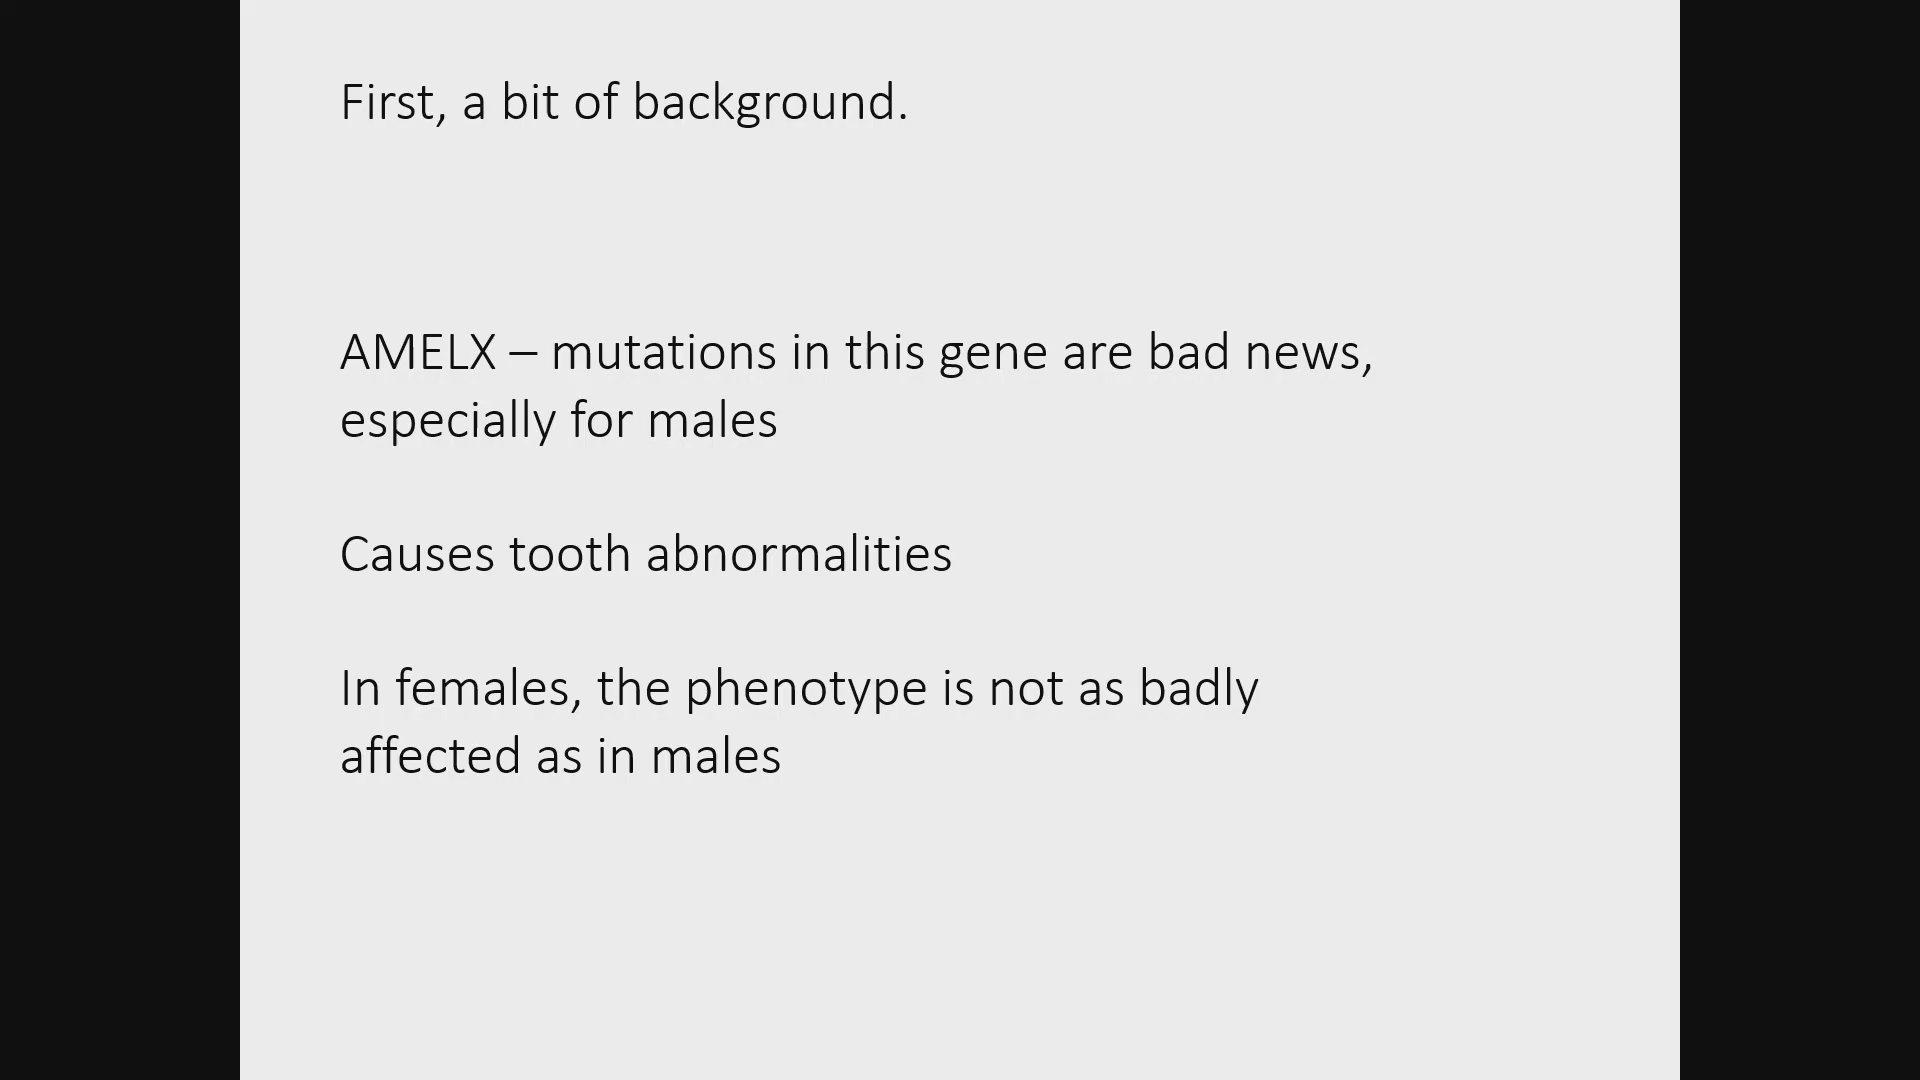 First, a bit of background.
AMELX – mutations in this gene are bad news,
especially for males
Causes tooth abnormalities
In females, the phenotype is not as badly
affected as in males